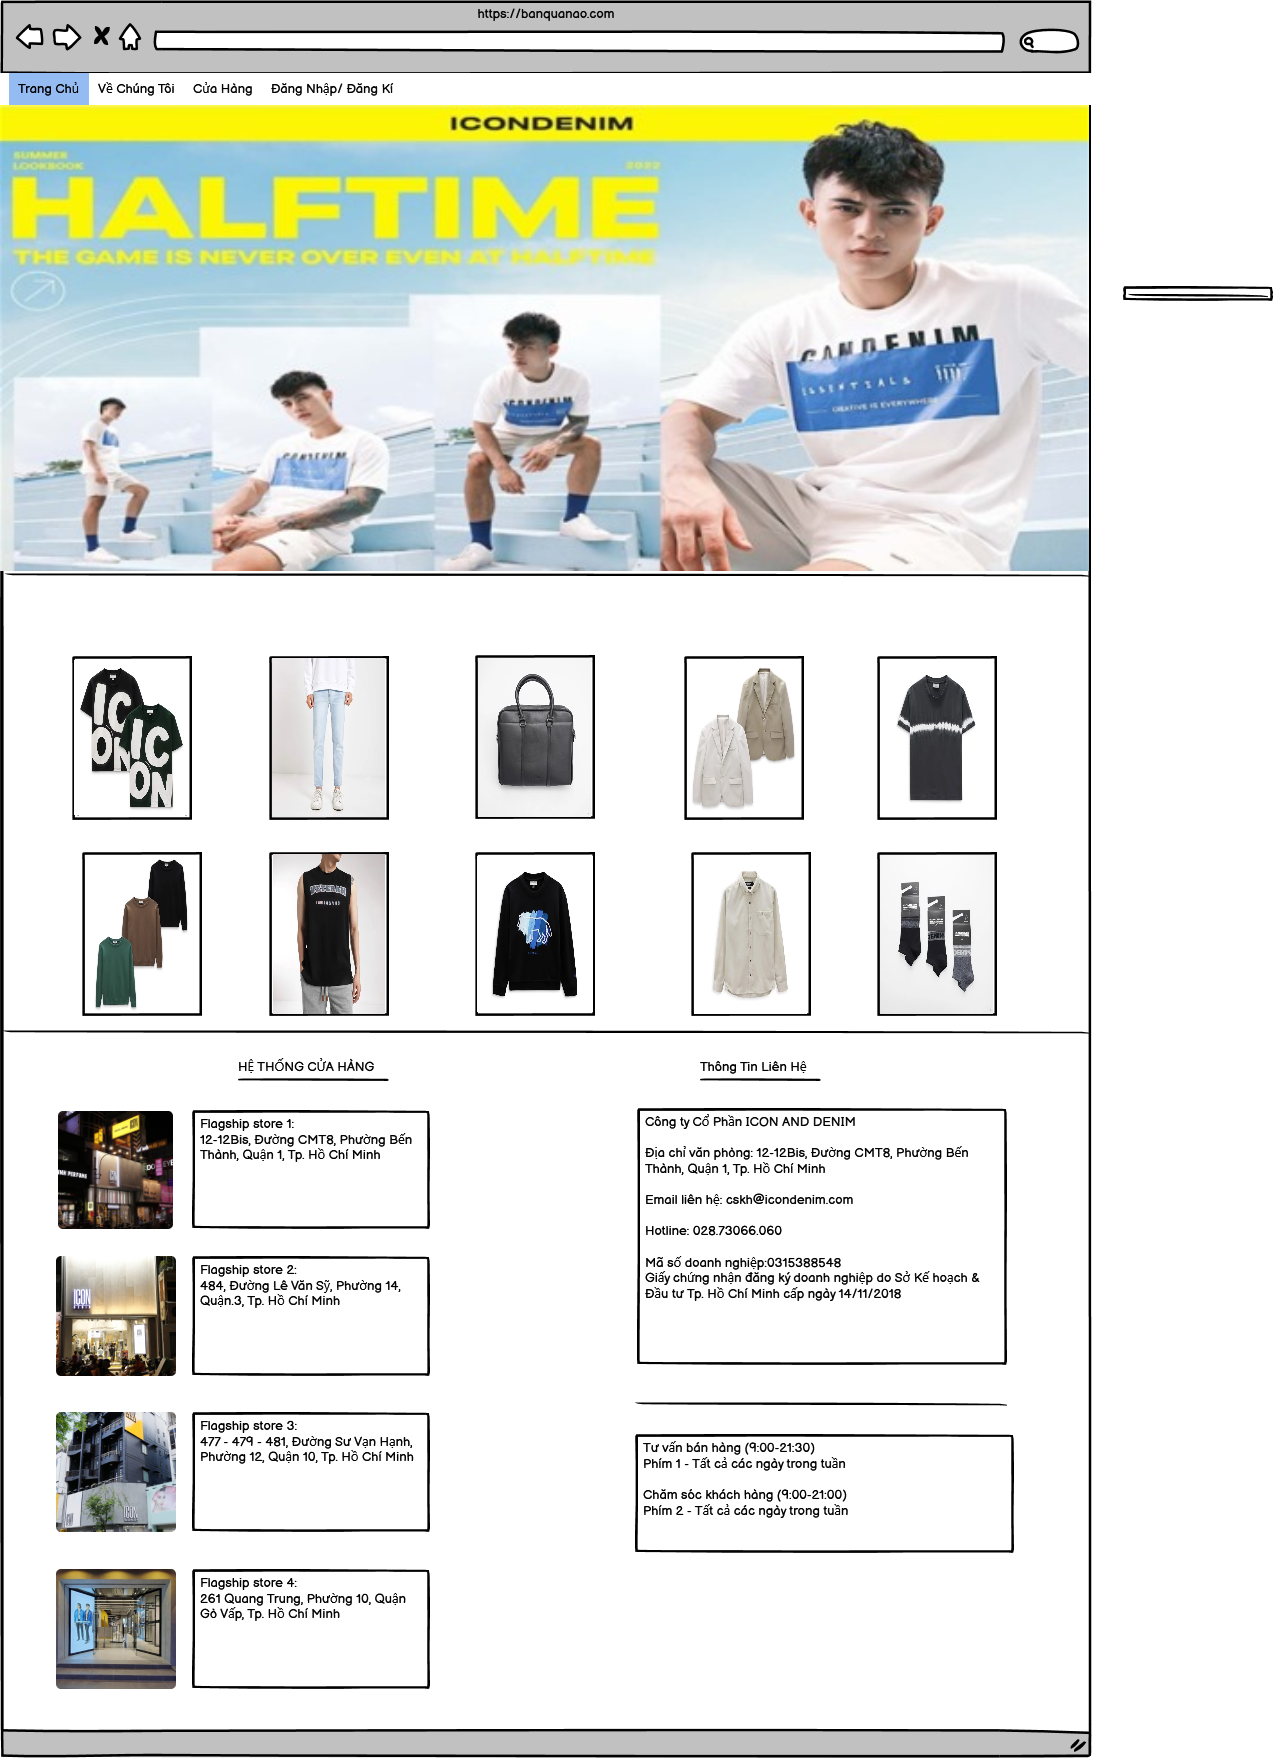 https://banquanao.com
Trang Chủ Về Chúng Tôi Cửa Hàng Đăng Nhập/ Đăng Kí
ICONDENIM
SUMMER
LOOKBOOK
2022
HALFTIME
THE GAME IS NEVER OVER EVEN AT HALFTIME
ICONDENIM
ESSENTIALS
CREATIVE IS EVERYWHERE
ICON
ICON
HỆ THỐNG CỬA HÀNG
Flagship store 1:
12-12Bis, Đường CMT8, Phường Bến
Thành, Quận 1, Tp. Hồ Chí Minh
Flagship store 2:
484, Đường Lê Văn Sỹ, Phường 14,
Quận.3, Tp. Hồ Chí Minh
ICON
Flagship store 3:
477 - 479 - 481, Đường Sư Vạn Hạnh,
Phường 12, Quận 10, Tp. Hồ Chí Minh
ICON
Flagship store 4:
261 Quang Trung, Phường 10, Quận
Gò Vấp, Tp. Hồ Chí Minh
Thông Tin Liên Hệ
Công ty Cổ Phần ICON AND DENIM
Địa chỉ văn phòng: 12-12Bis, Đường CMT8, Phường Bến
Thành, Quận 1, Tp. Hồ Chí Minh
Email liên hệ: cskh@icondenim.com
Hotline: 028.73066.060
Mã số doanh nghiệp:0315388548
Giấy chứng nhận đăng ký doanh nghiệp do Sở Kế hoạch &
Đầu tư Tp. Hồ Chí Minh cấp ngày 14/11/2018
Tư vấn bán hàng (9:00-21:30)
Phím 1 - Tất cả các ngày trong tuần
Chăm sóc khách hàng (9:00-21:00)
Phím 2 - Tất cả các ngày trong tuần